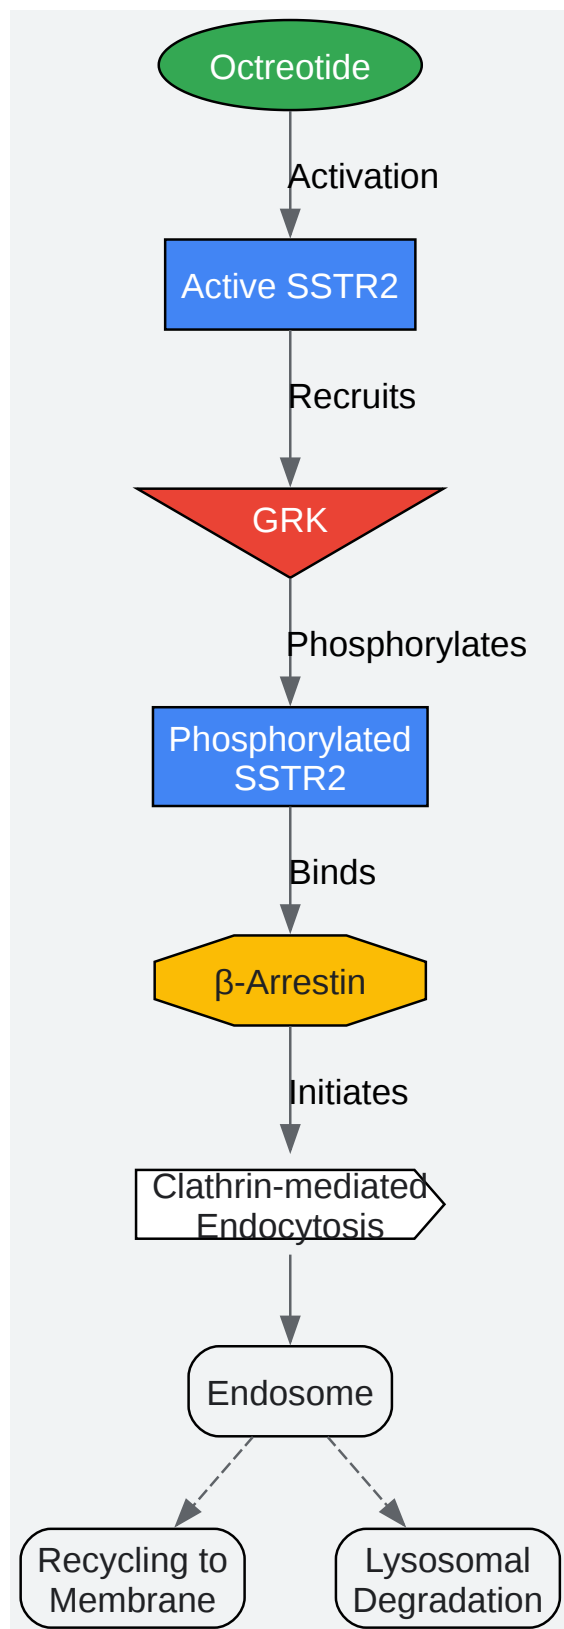 Octreotide
Activation
Active SSTR2
Recruits
GRK
Phosphorylates
Phosphorylated
SSTR2
Binds
β-Arrestin
Initiates
Clathrin-mediated
Endocytosis
Endosome
Recycling to
Membrane
Lysosomal
Degradation